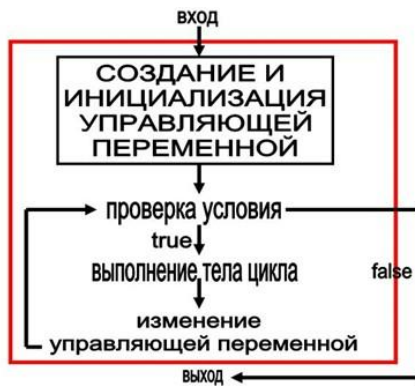 вход
СОЗДАНИЕ И
ИНИЦИАЛИЗАЦИЯ
УПРАВЛЯЮЩЕЙ
ПЕРЕМЕННОЙ
проверка условия
true
выполнение тела цикла
false
изменение
управляющей переменной
выход